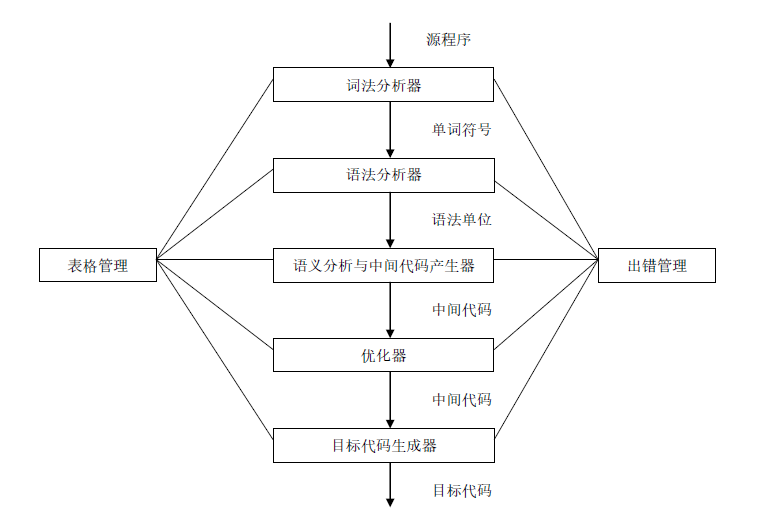 源程序
词法分析器
单词符号
语法分析器
语法单位
表格管理
语义分析与中间代码产生器
出错管理
中间代码
优化器
中间代码
目标代码生成器
目标代码